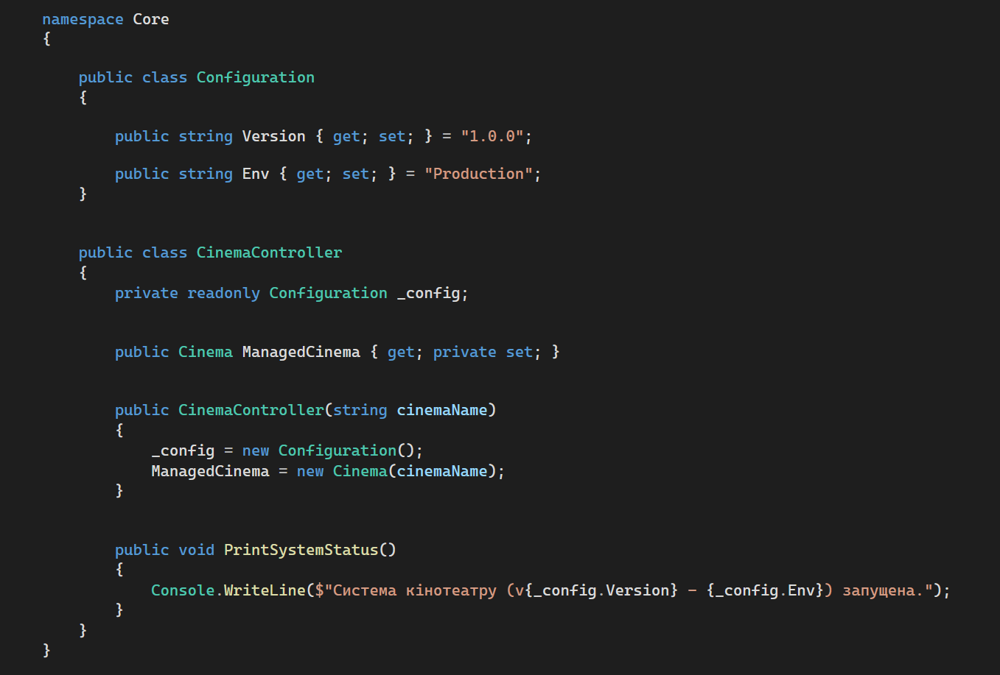 namespace Core
{
public class Configuration
{
public string Version { get; set; } = "1.0.0";
public string Env { get; set; } = "Production";
}
public class CinemaController
{
private readonly Configuration _config;
public Cinema ManagedCinema { get; private set; }
public CinemaController(string cinemaName)
{
_config = new Configuration();
ManagedCinema = new Cinema(cinemaName);
}
public void PrintSystemStatus()
{
Console.WriteLine($"Система кінотеатру (v{_config.Version} - {_config.Env}) запущена.");
}
}
}